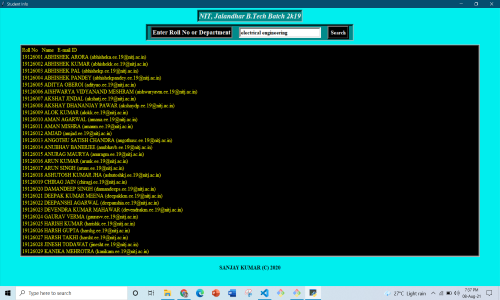 Student Info
NIT, Jalandhar B.Tech Batch 2k19
Enter Roll No or Department
electrical engineering
Search
Roll No Name E-mail ID
19126001 ABHISHEK ARORA (abhisheka.ee.19@nitj.ac.in)
19126002 ABHISHEK KUMAR (abhishekk.ee.19@nitj.ac.in)
19126003 ABHISHEK PAL (abhishekp.ee.19@nitj.ac.in)
19126004 ABHISHEK PANDEY (abhishekpandey.ee.19@nitj.ac.in)
19126005 ADITYA OBEROI (adityao.ee.19@nitj.ac.in)
19126006 AISHWARYA VIDYANAND MESHRAM (aishwaryavm.ee.19@nitj.ac.in)
19126007 AKSHAT JINDAL (akshatj.ee.19@nitj.ac.in)
19126008 AKSHAY DHANANJAY PAWAR (akshaydp.ee.19@nitj.ac.in)
19126009 ALOK KUMAR (alokk.ee.19@nitj.ac.in)
19126010 AMAN AGARWAL (amana.ee.19@nitj.ac.in)
19126011 AMAN MISHRA (amanm.ee.19@nitj.ac.in)
19126012 AMJAD (amjad.ee.19@nitj.ac.in)
19126013 ANGOTHU SATISH CHANDRA (angothusc.ee.19@nitj.ac.in)
19126014 ANUBHAV BANERJEE (anubhavb.ee.19@nitj.ac.in)
19126015 ANURAG MAURYA (anuragm.ee.19@nitj.ac.in)
19126016 ARUN KUMAR (arunk.ee.19@nitj.ac.in)
19126017 ARUN SINGH (aruns.ee.19@nitj.ac.in)
19126018 ASHUTOSH KUMAR JHA (ashutoshkj.ee.19@nitj.ac.in)
19126019 CHIRAG JAIN (chiragj.ee.19@nitj.ac.in)
19126020 DAMANDEEP SINGH (damandeeps.ee.19@nitj.ac.in)
19126021 DEEPAK KUMAR MEENA (deepakkm.ee.19@nitj.ac.in)
19126022 DEEPANSHI AGARWAL (deepanshia.ee.19@nitj.ac.in)
19126023 DEVENDRA KUMAR MAHAWAR (devendrakm.ee.19@nitj.ac.in)
19126024 GAURAV VERMA (gauravv.ee.19@nitj.ac.in)
19126025 HARISH KUMAR (harishk.ee.19@nitj.ac.in)
19126026 HARSH GUPTA (harshg.ee.19@nitj.ac.in)
19126027 HARSH TAKHI (harsht.ee.19@nitj.ac.in)
19126028 JINESH TODAWAT (jinesht.ee.19@nitj.ac.in)
19126029 KANIKA MEHROTRA (kanikam.ee.19@nitj.ac.in)
SANJAY KUMAR (C) 2020
Type here to search
27°C Light rain
7:37 PM
08-Aug-21